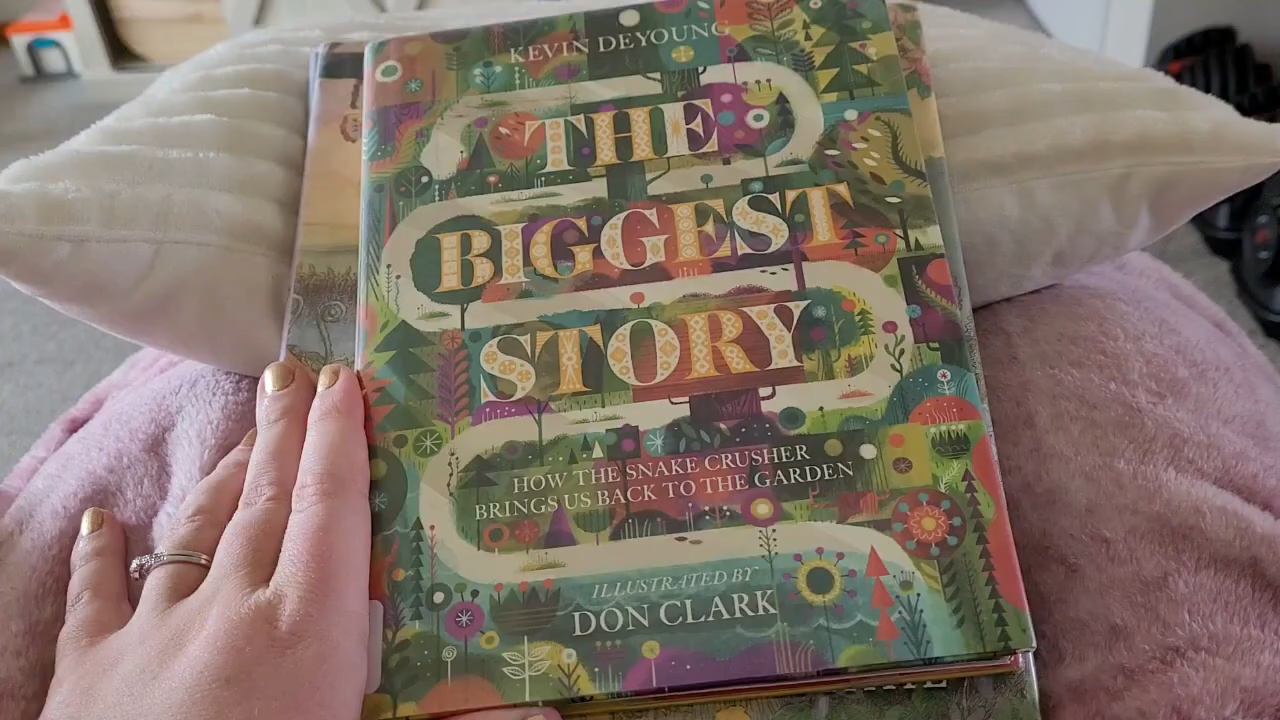 KEVIN DEYOUNG
THE
BIGGEST
STORY
HOW THE SNAKE CRUSHER
BRINGS US BACK TO THE GARDEN
ILLUSTRATED BY
DON CLARK